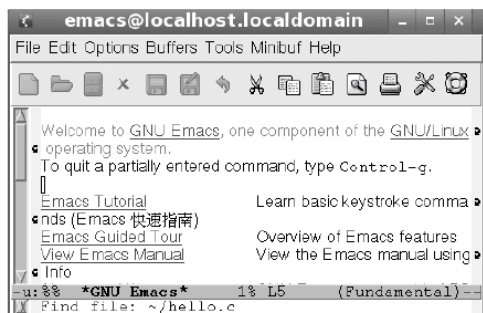 emacs@localhost.localdomain
File Edit Options Buffers Tools Minibuf Help
Welcome to GNU Emacs, one component of the GNU/Linux
operating system.
To quit a partially entered command, type Control-g.
Emacs Tutorial Learn basic keystroke comma
nds (Emacs 快速指南)
Emacs Guided Tour Overview of Emacs features
View Emacs Manual View the Emacs manual using
Info
-u:%% *GNU Emacs* 1% L5 (Fundamental)--
Find file: ~/hello.c